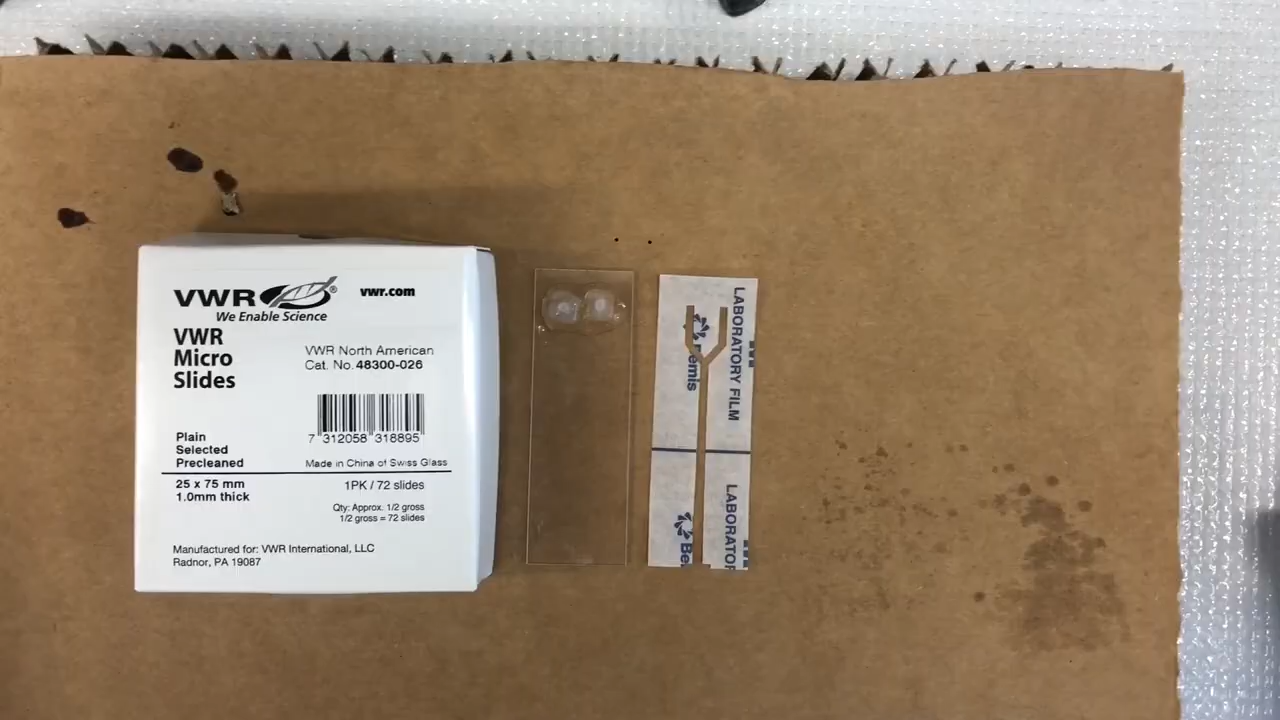 VWR® vwr.com
We Enable Science
VWR
Micro
Slides
VWR North American
Cat. No. 48300-026
7 312058 318895
Plain
Selected
Precleaned
Made in China of Swiss Glass
25 x 75 mm
1.0mm thick
1PK / 72 slides
Qty: Approx. 1/2 gross
1/2 gross = 72 slides
Manufactured for: VWR International, LLC
Radnor, PA 19087
LABORATORY FILM
Bemis
LABORATOR
Be